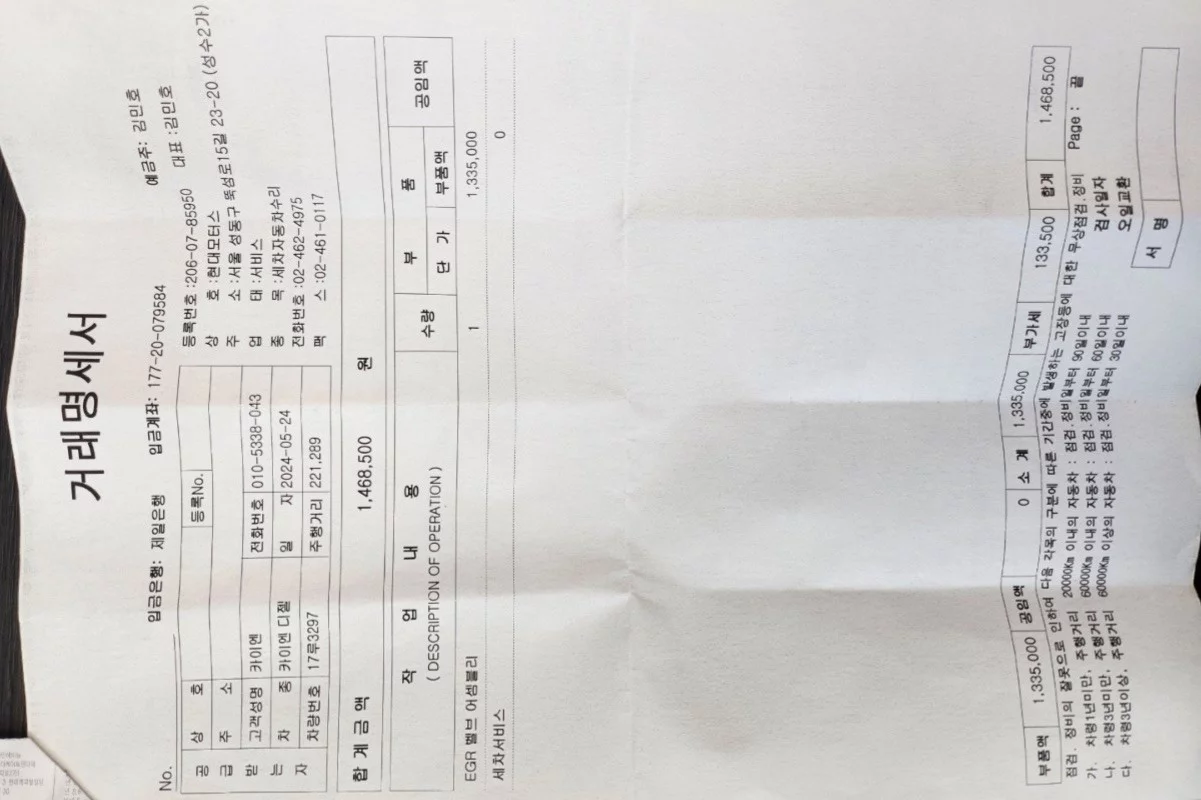 거래명세서
No.
입금은행: 제일은행 입금계좌: 177-20-079584 예금주: 김민호
공급받는자
상 호 등록No.
주 소
고객성명 카이엔 전화번호 010-5338-043
차 종 카이엔 디젤 일 자 2024-05-24
차량번호 17루3297 주행거리 221,289
등록번호 :206-07-85950 대표 :김민호
상 호 :현대모터스
주 소 :서울 성동구 뚝섬로15길 23-20 (성수2가)
업 태 :서비스
종 목 :세차자동차수리
전화번호 :02-462-4975
팩 스 :02-461-0117
합 계 금 액 1,468,500 원
작 업 내 용 수량 부 품 공임액
( DESCRIPTION OF OPERATION ) 단 가 부품액
EGR 벨브 어셈블리 1 1,335,000
세차서비스 0
부품액 1,335,000 공임액 0 소 계 1,335,000 부가세 133,500 합계 1,468,500
점검. 정비의 잘못으로 인하여 다음 각목의 구분에 따른 기간중에 발생하는 고장등에 대한 무상점검.정비 Page : 끝
가. 차령1년미만, 주행거리 20000Km 이내의 자동차 : 점검.정비일부터 90일이내 검사일자
나. 차령3년미만, 주행거리 60000Km 이내의 자동차 : 점검.정비일부터 60일이내 오일교환
다. 차령3년이상, 주행거리 60000Km 이상의 자동차 : 점검.정비일부터 30일이내
서 명